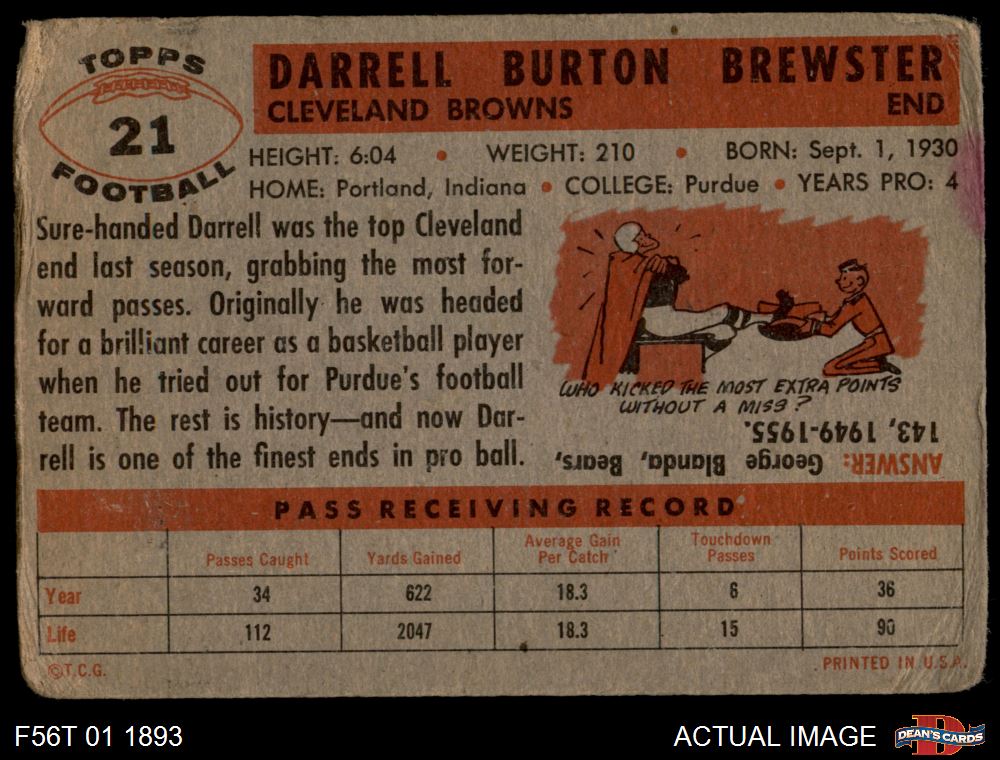 TOPPS
21
FOOTBALL
DARRELL BURTON BREWSTER
CLEVELAND BROWNS END
HEIGHT: 6:04 • WEIGHT: 210 • BORN: Sept. 1, 1930
HOME: Portland, Indiana • COLLEGE: Purdue • YEARS PRO: 4
Sure-handed Darrell was the top Cleveland
end last season, grabbing the most for-
ward passes. Originally he was headed
for a brilliant career as a basketball player
when he tried out for Purdue's football
team. The rest is history—and now Dar-
rell is one of the finest ends in pro ball.
WHO KICKED THE MOST EXTRA POINTS
WITHOUT A MISS?
ANSWER: George Blanda, Bears,
143, 1949-1955.
PASS RECEIVING RECORD
Passes Caught Yards Gained Average Gain Per Catch Touchdown Passes Points Scored
Year 34 622 18.3 6 36
Life 112 2047 18.3 15 90
©T.C.G. PRINTED IN U.S.A.
F56T 01 1893 ACTUAL IMAGE DEAN'S CARDS